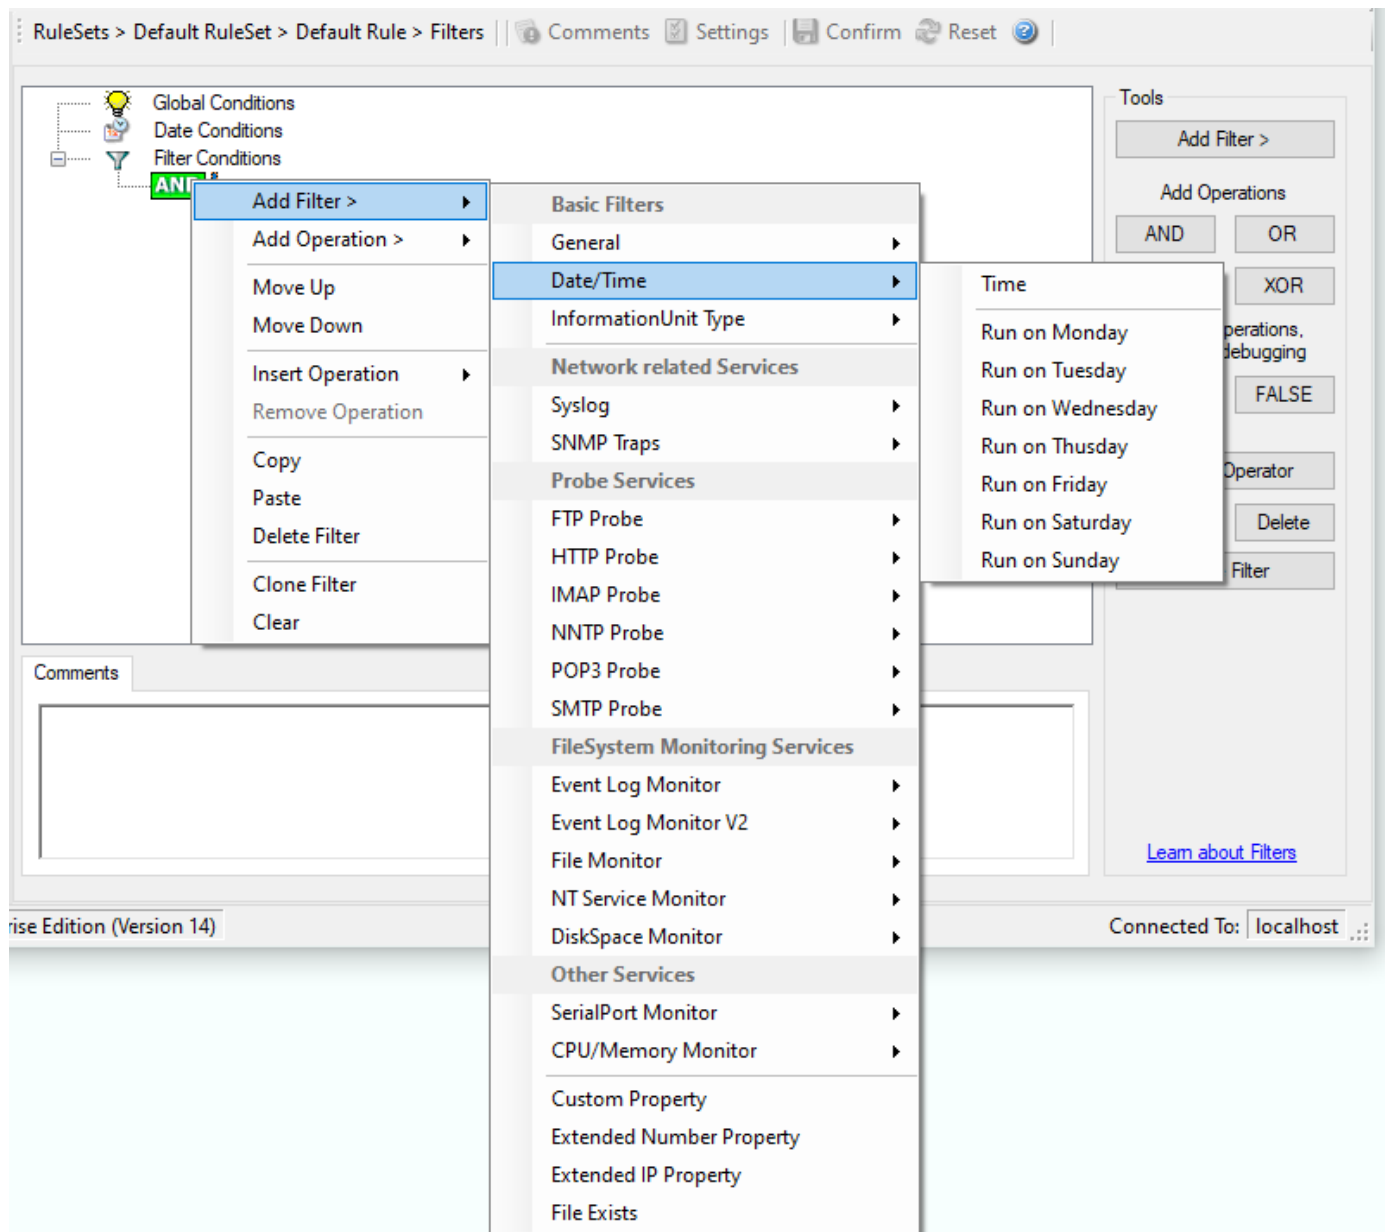 RuleSets > Default RuleSet > Default Rule > Filters Comments Settings Confirm Reset
Global Conditions
Date Conditions
Filter Conditions
AND
Add Filter >
Add Operation >
Move Up
Move Down
Insert Operation
Remove Operation
Copy
Paste
Delete Filter
Clone Filter
Clear
Basic Filters
General
Date/Time
InformationUnit Type
Network related Services
Syslog
SNMP Traps
Probe Services
FTP Probe
HTTP Probe
IMAP Probe
NNTP Probe
POP3 Probe
SMTP Probe
FileSystem Monitoring Services
Event Log Monitor
Event Log Monitor V2
File Monitor
NT Service Monitor
DiskSpace Monitor
Other Services
SerialPort Monitor
CPU/Memory Monitor
Custom Property
Extended Number Property
Extended IP Property
File Exists
Time
Run on Monday
Run on Tuesday
Run on Wednesday
Run on Thusday
Run on Friday
Run on Saturday
Run on Sunday
Tools
Add Filter >
Add Operations
AND OR
XOR
perations,
debugging
FALSE
Operator
Delete
Filter
Learn about Filters
Comments
rise Edition (Version 14)
Connected To: localhost